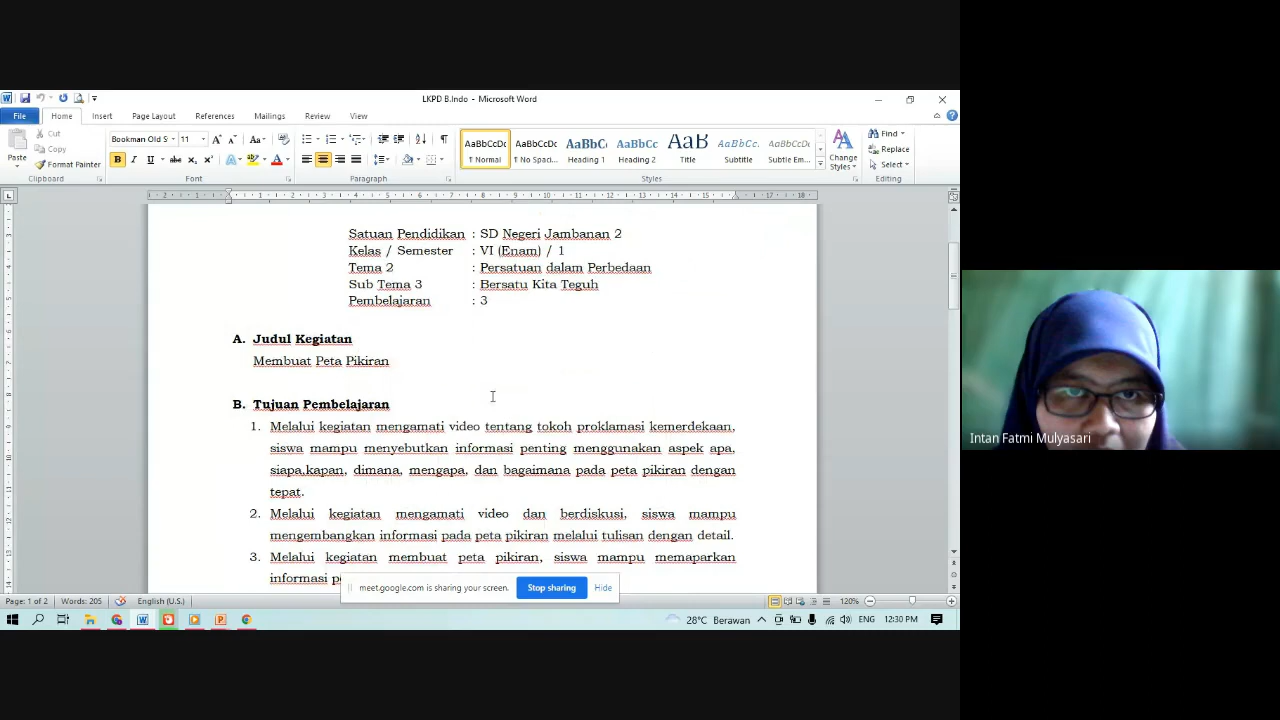 LKPD B.Indo - Microsoft Word
File Home Insert Page Layout References Mailings Review View
Paste
Cut
Copy
Format Painter
Clipboard
Bookman Old S 11
Font
Paragraph
AaBbCcDc AaBbCcDc AaBbC AaBbCc AaB AaBbCc. AaBbCcDc
¶ Normal ¶ No Spac... Heading 1 Heading 2 Title Subtitle Subtle Em...
Styles
Change Styles
Find
Replace
Select
Editing
Satuan Pendidikan : SD Negeri Jambanan 2
Kelas / Semester : VI (Enam) / 1
Tema 2 : Persatuan dalam Perbedaan
Sub Tema 3 : Bersatu Kita Teguh
Pembelajaran : 3
A. Judul Kegiatan
Membuat Peta Pikiran
B. Tujuan Pembelajaran
1. Melalui kegiatan mengamati video tentang tokoh proklamasi kemerdekaan,
siswa mampu menyebutkan informasi penting menggunakan aspek apa,
siapa,kapan, dimana, mengapa, dan bagaimana pada peta pikiran dengan
tepat.
2. Melalui kegiatan mengamati video dan berdiskusi, siswa mampu
mengembangkan informasi pada peta pikiran melalui tulisan dengan detail.
3. Melalui kegiatan membuat peta pikiran, siswa mampu memaparkan
informasi
meet.google.com is sharing your screen. Stop sharing Hide
Page: 1 of 2 Words: 205 English (U.S.) 120%
28°C Berawan ENG 12:30 PM
Intan Fatmi Mulyasari